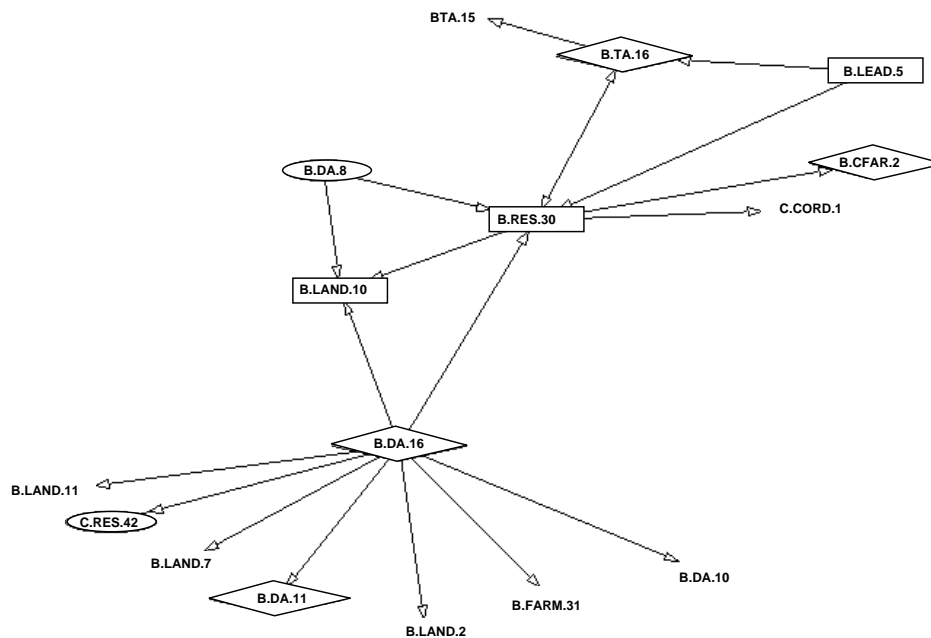 BTA.15
B.TA.16
B.LEAD.5
B.CFAR.2
B.DA.8
C.CORD.1
B.RES.30
B.LAND.10
B.DA.16
B.LAND.11
C.RES.42
B.LAND.7
B.DA.10
B.DA.11
B.FARM.31
B.LAND.2